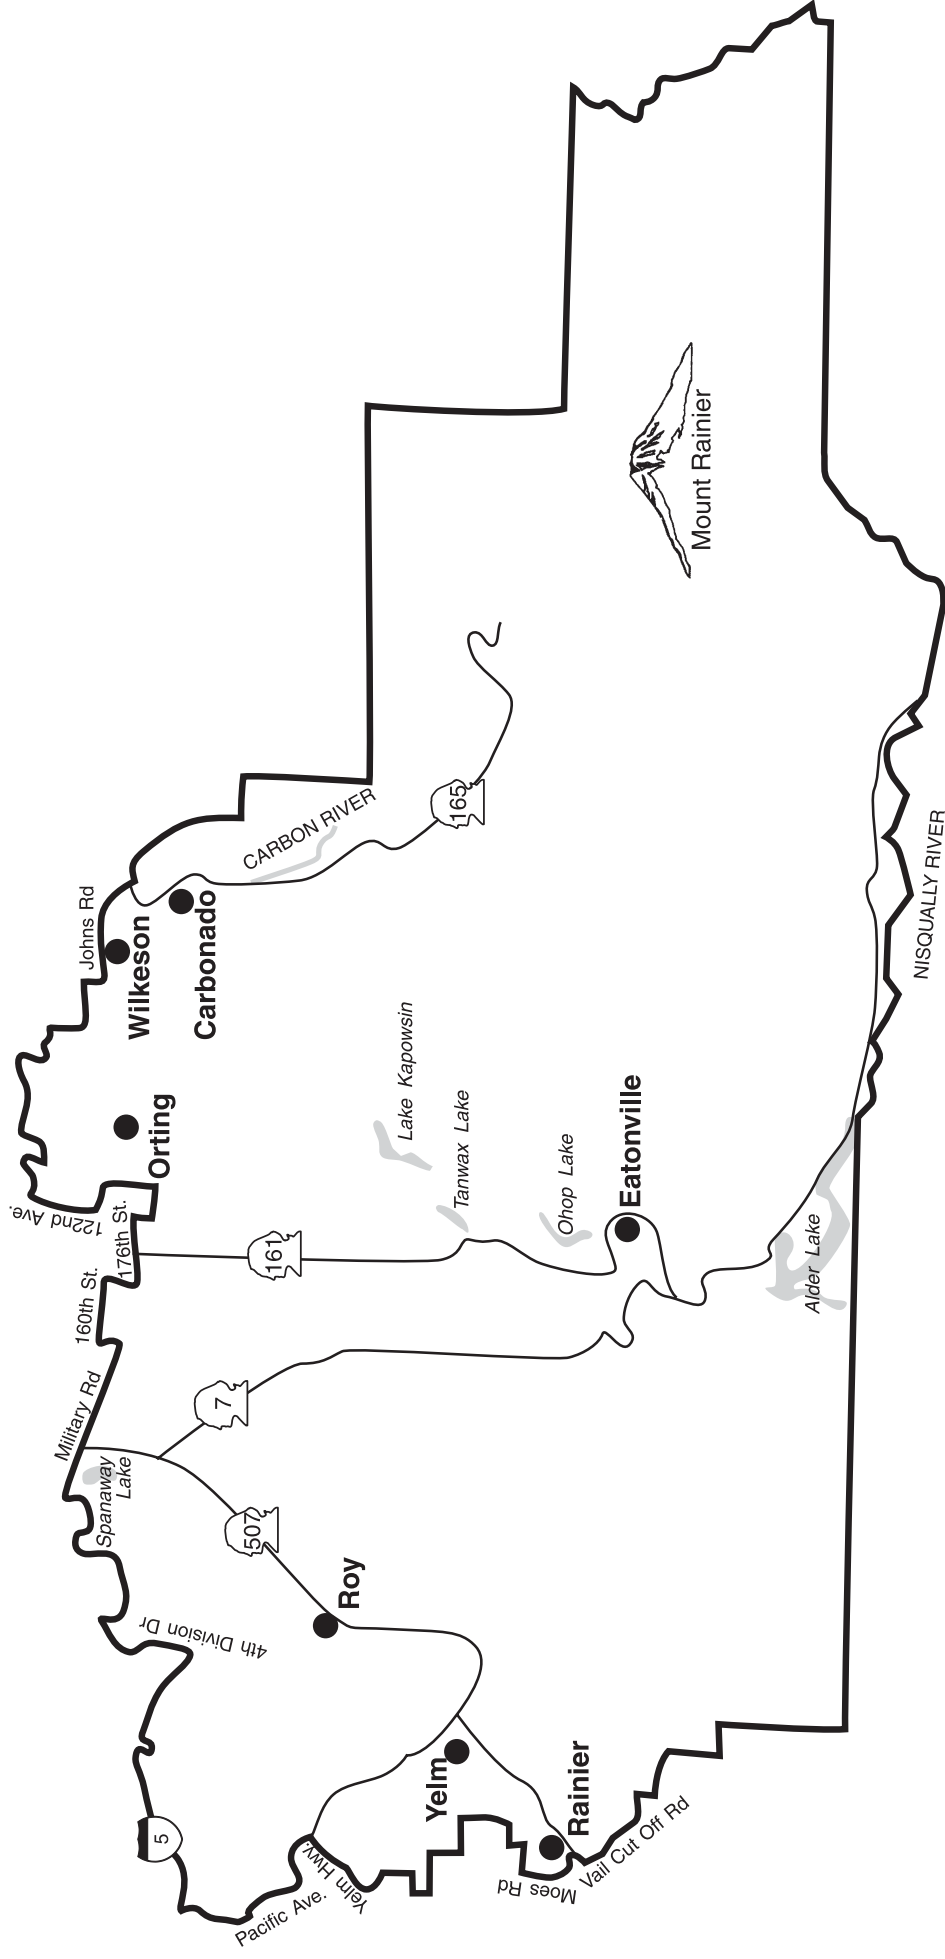 5
Pacific Ave.
Yelm Hwy.
4th Division Dr
Spanaway
Lake
Military Rd
160th St.
176th St.
122nd Ave.
Orting
Johns Rd
Wilkeson
Carbonado
CARBON RIVER
165
507
7
161
Roy
Lake Kapowsin
Tanwax Lake
Ohop Lake
Eatonville
Yelm
Rainier
Moes Rd
Vail Cut Off Rd
Alder Lake
NISQUALLY RIVER
Mount Rainier